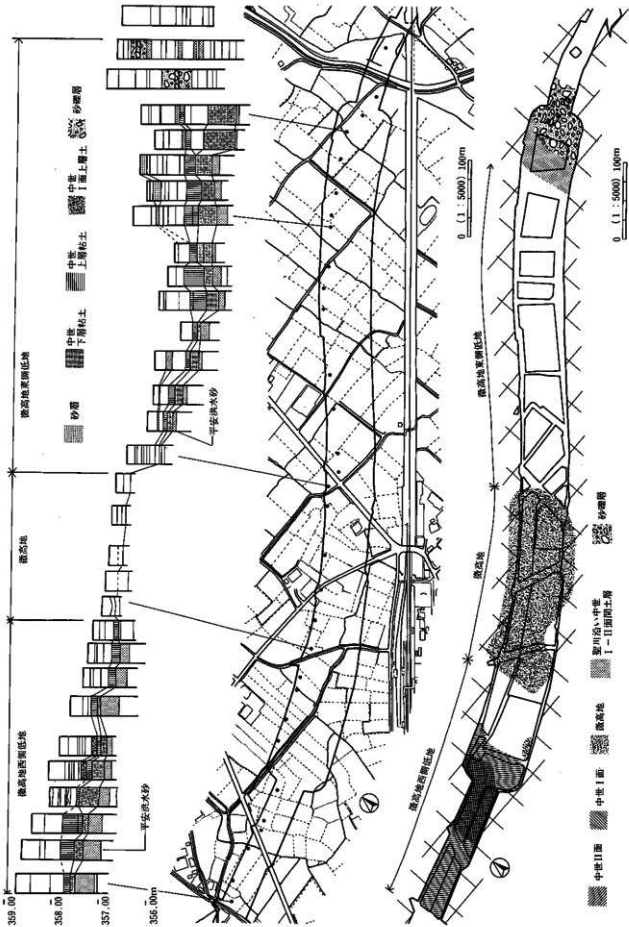 359.00
358.00
357.00
356.00m
微高地西側低地
微高地
微高地東側低地
平安洪水砂
平安洪水砂
砂層
中世
下層粘土
中世
上層粘土
中世
I面上層土
砂礫層
0 (1:5000) 100m
微高地西側低地
微高地
微高地東側低地
0 (1:5000) 100m
中世II面
中世I面
微高地
聖川沿い中世
I−II面間土層
砂礫層